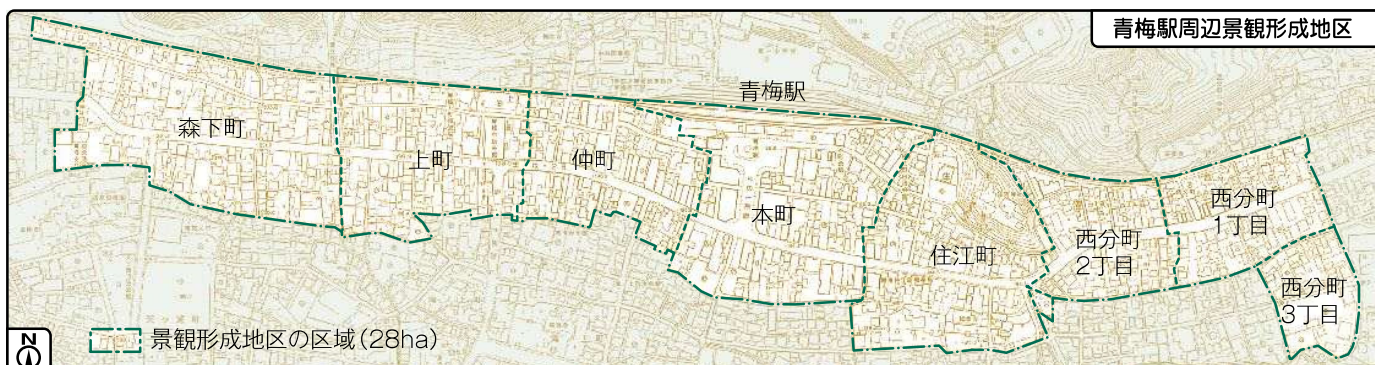 青梅駅周辺景観形成地区
青梅駅
森下町
上町
仲町
本町
住江町
西分町
2丁目
西分町
1丁目
西分町
3丁目
景観形成地区の区域(28ha)
N